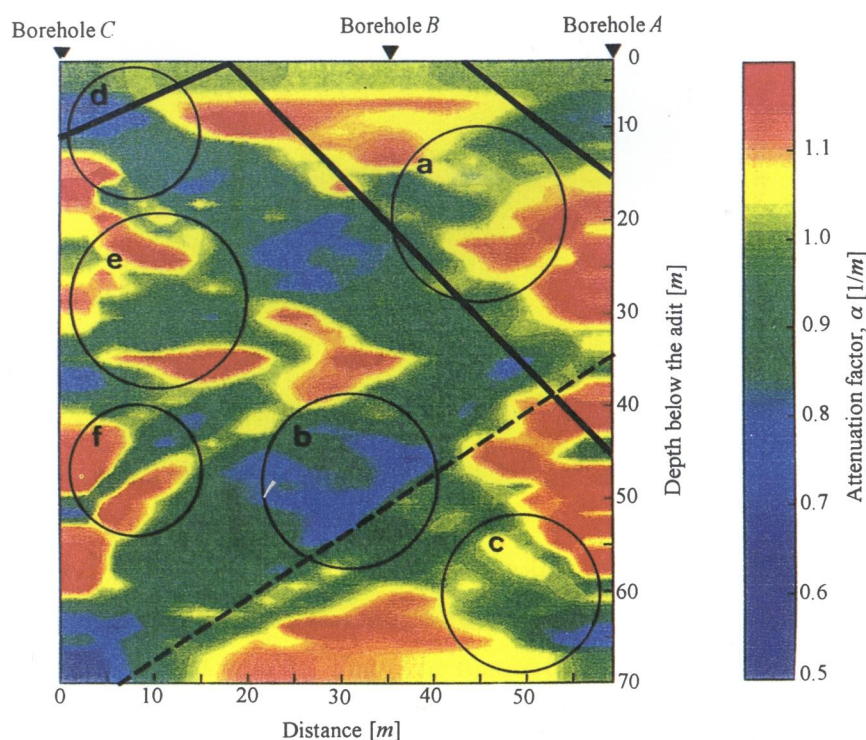 Borehole C
Borehole B
Borehole A
d
a
e
f
b
c
0
10
20
30
40
50
60
70
Depth below the adit [m]
0
10
20
30
40
50
Distance [m]
1.1
1.0
0.9
0.8
0.7
0.6
0.5
Attenuation factor, α [1/m]